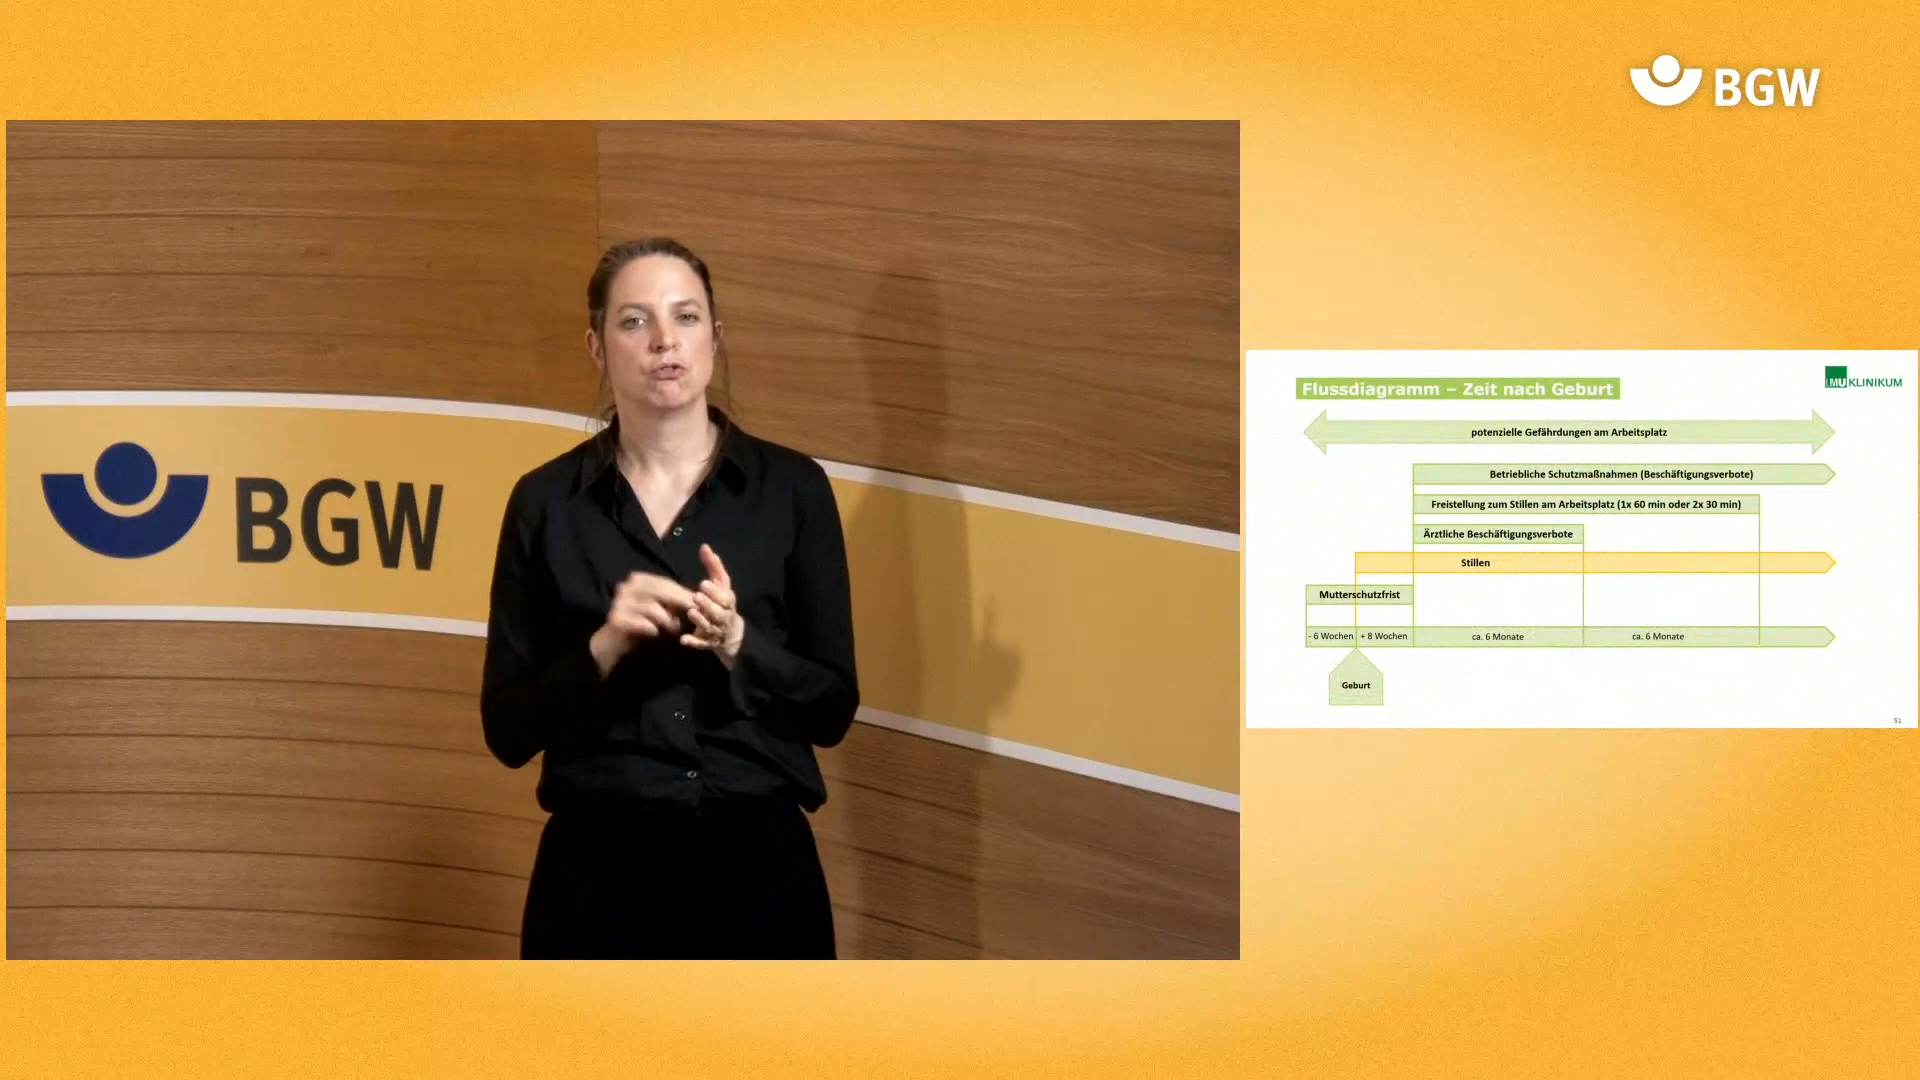 BGW
BGW
Flussdiagramm – Zeit nach Geburt
LMU KLINIKUM
potenzielle Gefährdungen am Arbeitsplatz
Betriebliche Schutzmaßnahmen (Beschäftigungsverbote)
Freistellung zum Stillen am Arbeitsplatz (1x 60 min oder 2x 30 min)
Ärztliche Beschäftigungsverbote
Stillen
Mutterschutzfrist
- 6 Wochen + 8 Wochen ca. 6 Monate ca. 6 Monate
Geburt
51